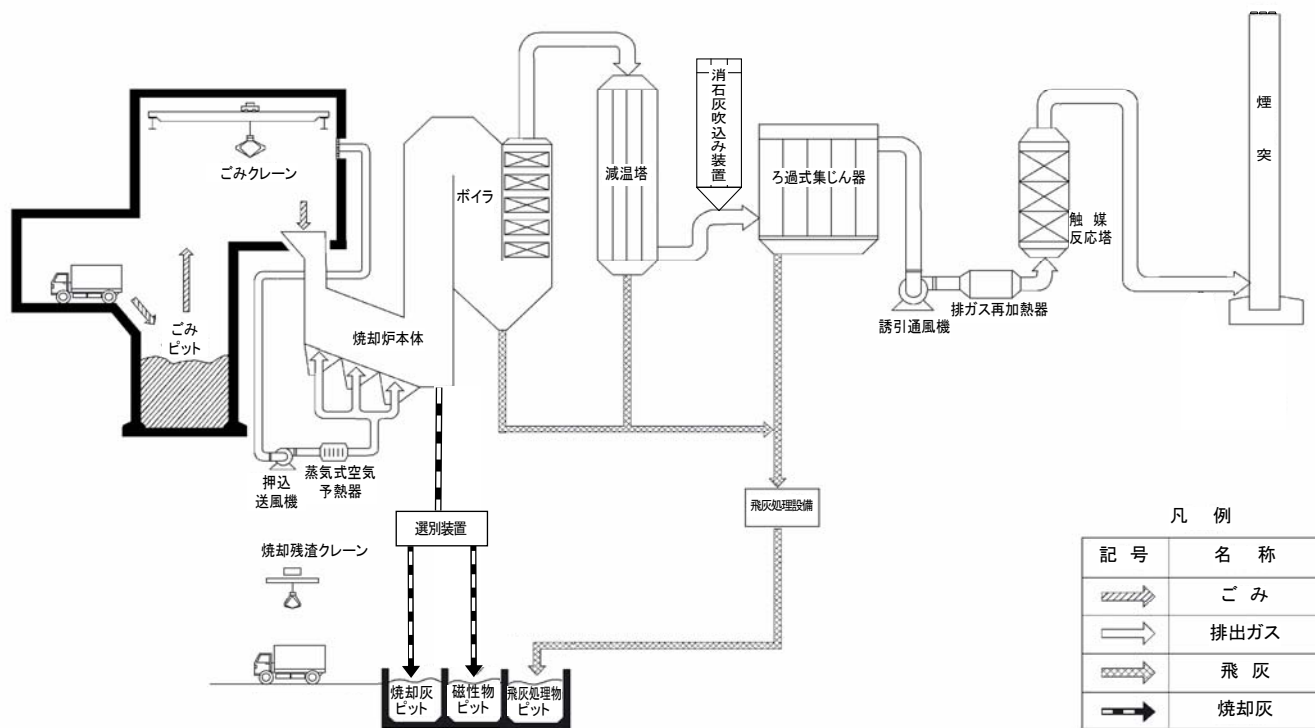 ごみクレーン
ごみ
ピット
焼却炉本体
押込
送風機
蒸気式空気
予熱器
ボイラ
減温塔
消石灰吹込み装置
ろ過式集じん器
誘引通風機
排ガス再加熱器
触媒
反応塔
煙突
選別装置
飛灰処理設備
焼却残渣クレーン
焼却灰
ピット
磁性物
ピット
飛灰処理物
ピット
凡例
記号 名称
ごみ
排出ガス
飛灰
焼却灰